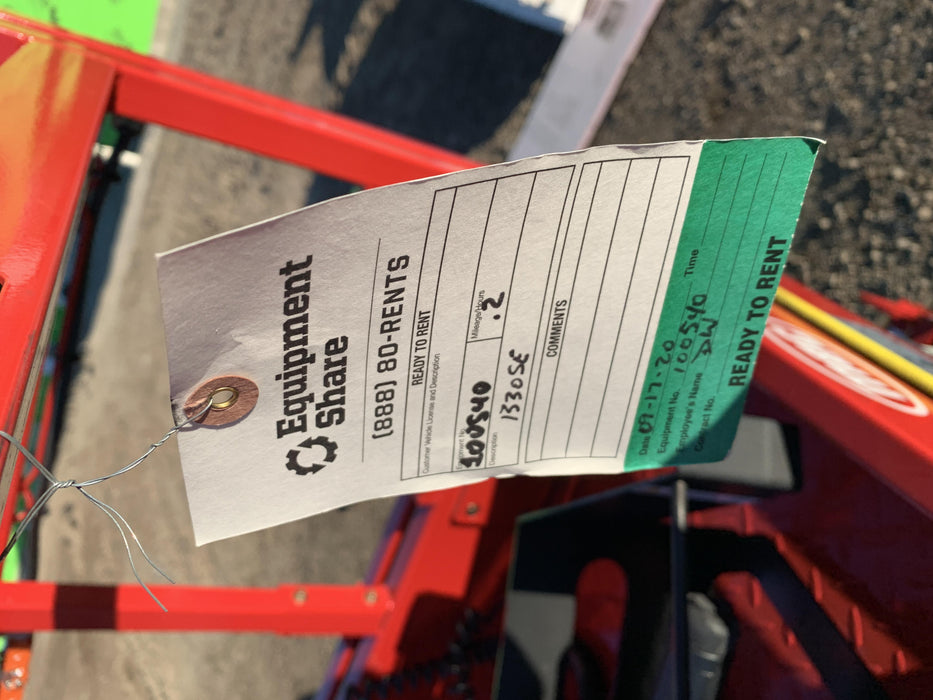 Equipment
Share
(888) 80-RENTS
READY TO RENT
Customer Vehicle License and Description
Equipment No. Mileage/Hours
100540 .2
Description
1330SE
COMMENTS
Date 09-17-20 Time
Equipment No. 100540
Employee's Name DW
Contract No.
READY TO RENT